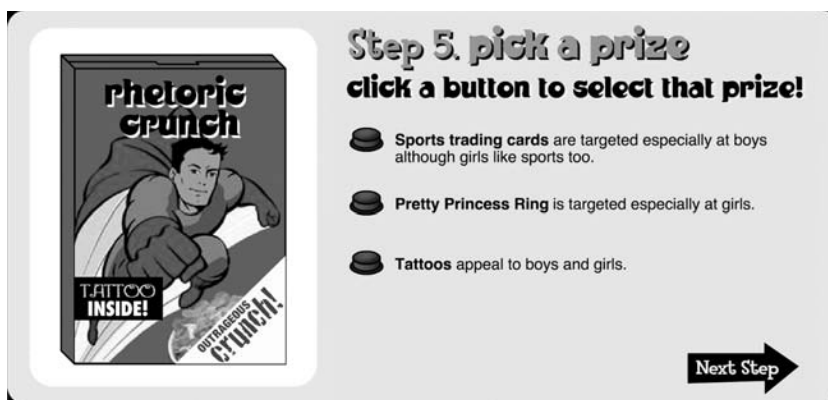 rhetoric
crunch
TATTOO
INSIDE!
OUTRAGEOUS
crunch!
Step 5. pick a prize
click a button to select that prize!
Sports trading cards are targeted especially at boys
although girls like sports too.
Pretty Princess Ring is targeted especially at girls.
Tattoos appeal to boys and girls.
Next Step